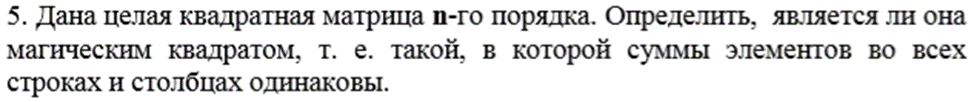 5. Дана целая квадратная матрица n-го порядка. Определить, является ли она
магическим квадратом, т. е. такой, в которой суммы элементов во всех
строках и столбцах одинаковы.